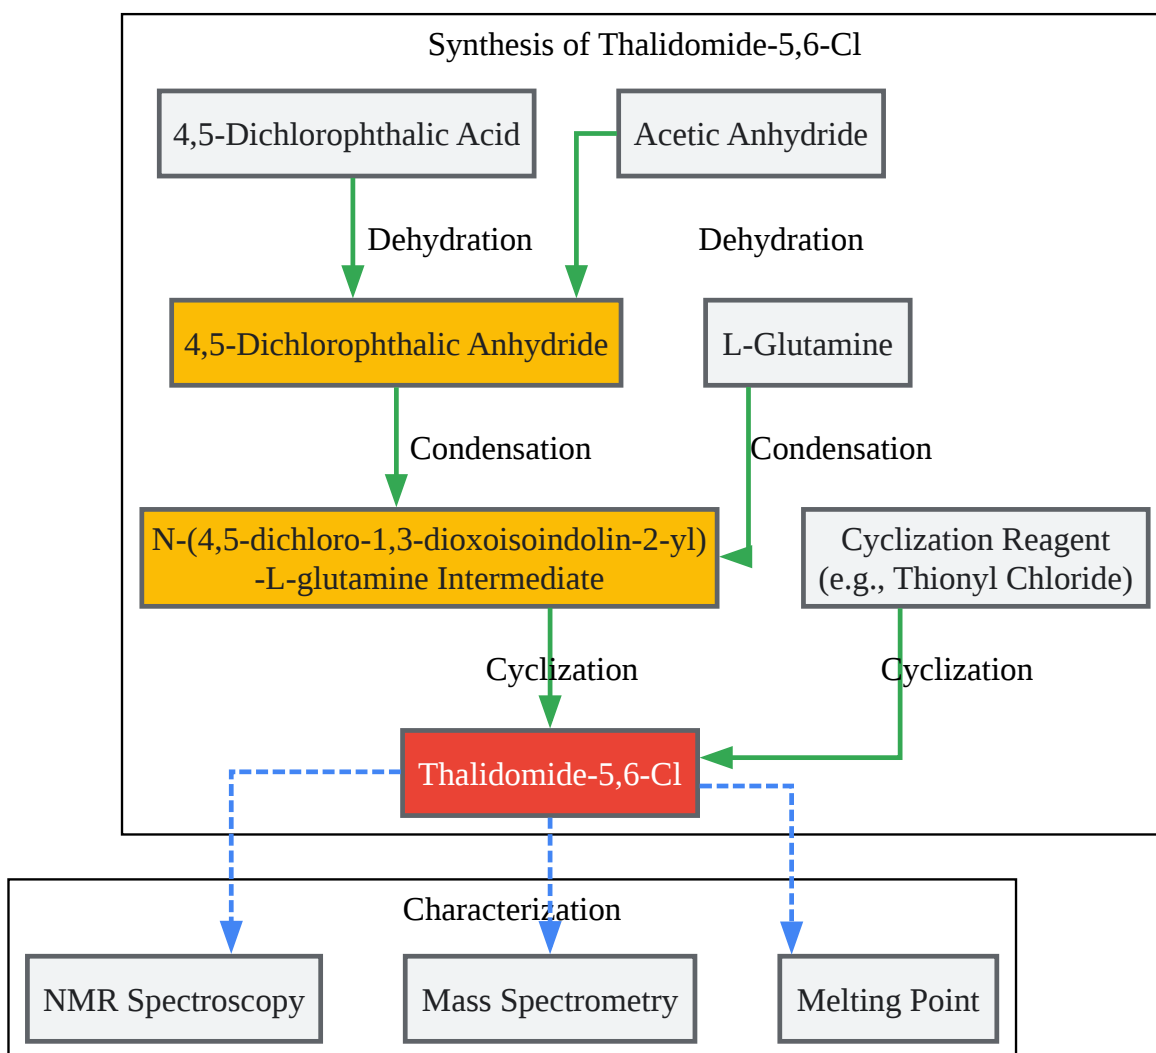 Synthesis of Thalidomide-5,6-Cl
4,5-Dichlorophthalic Acid
Acetic Anhydride
Dehydration
Dehydration
4,5-Dichlorophthalic Anhydride
L-Glutamine
Condensation
Condensation
N-(4,5-dichloro-1,3-dioxoisoindolin-2-yl)
-L-glutamine Intermediate
Cyclization Reagent
(e.g., Thionyl Chloride)
Cyclization
Cyclization
Thalidomide-5,6-Cl
Characterization
NMR Spectroscopy
Mass Spectrometry
Melting Point